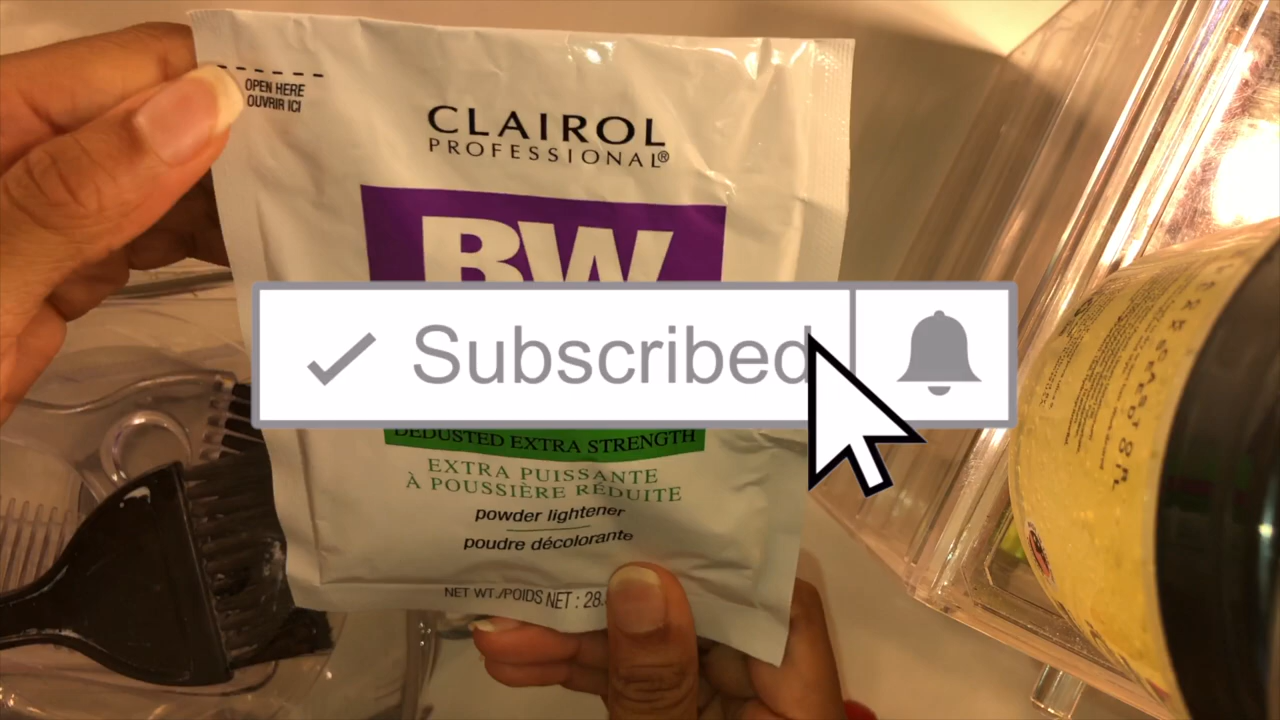 OPEN HERE
OUVRIR ICI
CLAIROL
PROFESSIONAL®
BW
Subscribed
DEDUSTED EXTRA STRENGTH
EXTRA PUISSANTE
À POUSSIÈRE RÉDUITE
powder lightener
poudre décolorante
NET WT./POIDS NET : 28.